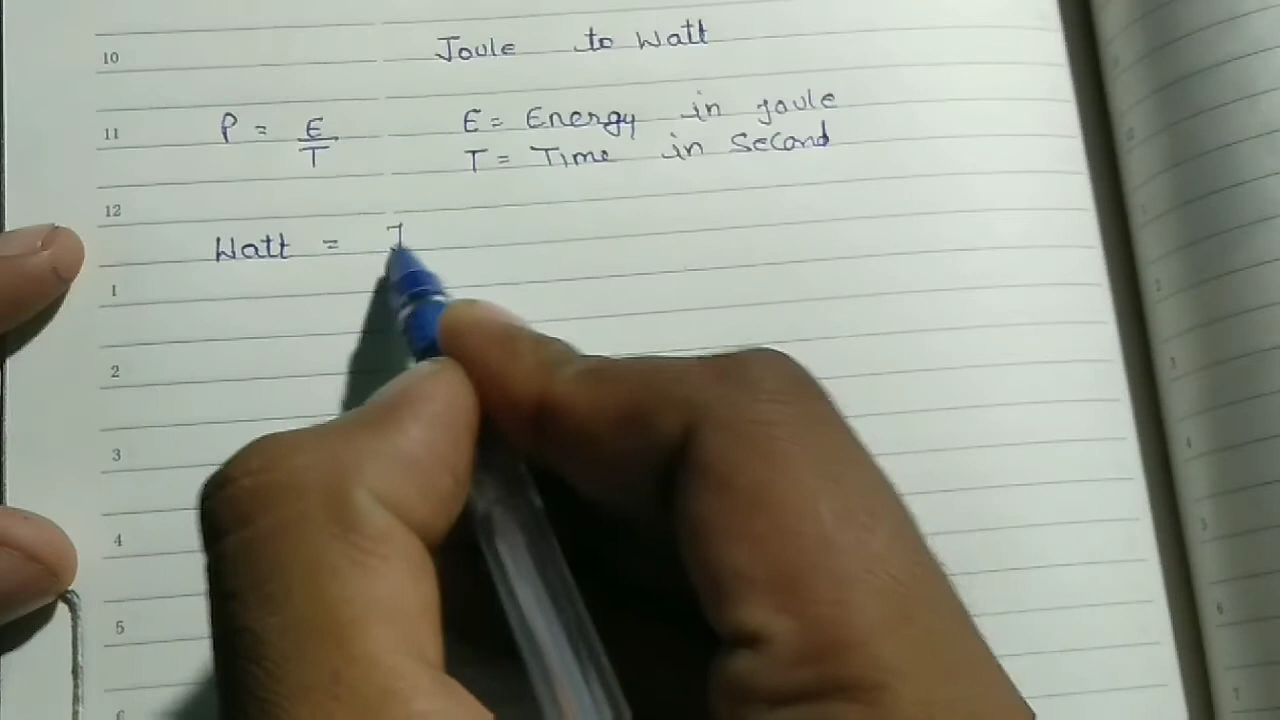 10 Joule to Watt
11 P = E/T E = Energy in joule
T = Time in Second
12
Watt =
1
2
3
4
5